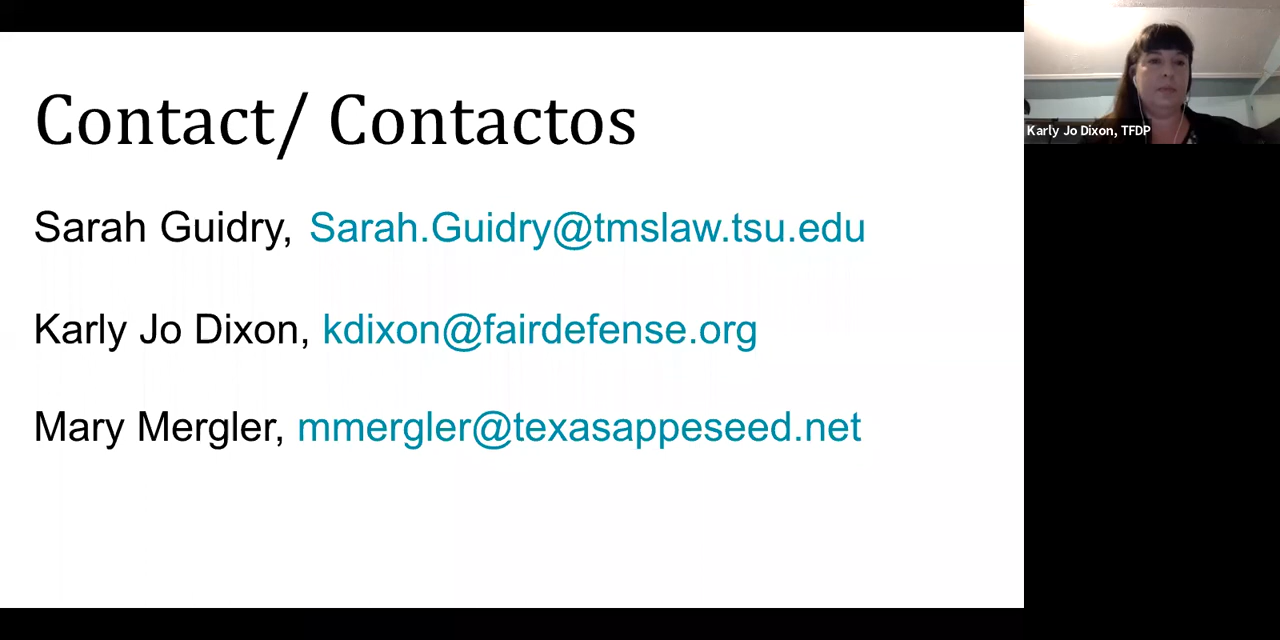 Contact/ Contactos
Sarah Guidry, Sarah.Guidry@tmslaw.tsu.edu
Karly Jo Dixon, kdixon@fairdefense.org
Mary Mergler, mmergler@texasappeseed.net
Karly Jo Dixon, TFDP